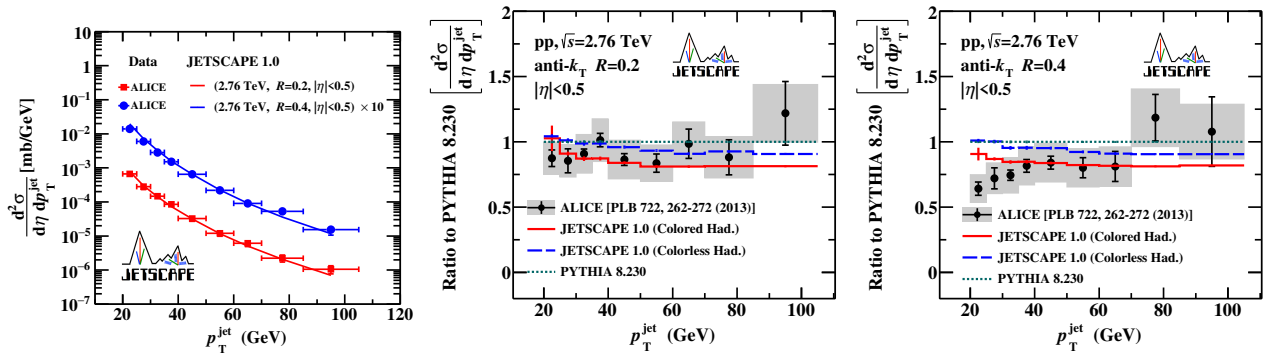 d²σ
dη dp_T^jet [mb/GeV]
10
1
10⁻¹
10⁻²
10⁻³
10⁻⁴
10⁻⁵
10⁻⁶
10⁻⁷
Data JETSCAPE 1.0
ALICE (2.76 TeV, R=0.2, |η|<0.5)
ALICE (2.76 TeV, R=0.4, |η|<0.5) ×10
JETSCAPE
20 40 60 80 100 120
p_T^jet (GeV)
Ratio to PYTHIA 8.230 [d²σ / dη dp_T^jet]
2
1.5
1
0.5
0
pp, √s=2.76 TeV
anti-k_T R=0.2
|η|<0.5
JETSCAPE
ALICE [PLB 722, 262-272 (2013)]
JETSCAPE 1.0 (Colored Had.)
JETSCAPE 1.0 (Colorless Had.)
PYTHIA 8.230
20 40 60 80 100
p_T^jet (GeV)
Ratio to PYTHIA 8.230 [d²σ / dη dp_T^jet]
2
1.5
1
0.5
0
pp, √s=2.76 TeV
anti-k_T R=0.4
|η|<0.5
JETSCAPE
ALICE [PLB 722, 262-272 (2013)]
JETSCAPE 1.0 (Colored Had.)
JETSCAPE 1.0 (Colorless Had.)
PYTHIA 8.230
20 40 60 80 100
p_T^jet (GeV)